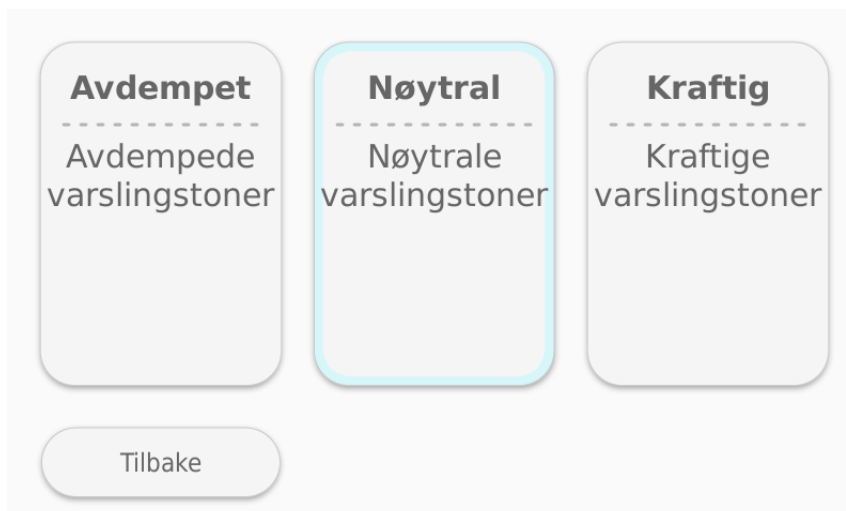 Avdempet
Avdempede
varslingstoner
Nøytral
Nøytrale
varslingstoner
Kraftig
Kraftige
varslingstoner
Tilbake